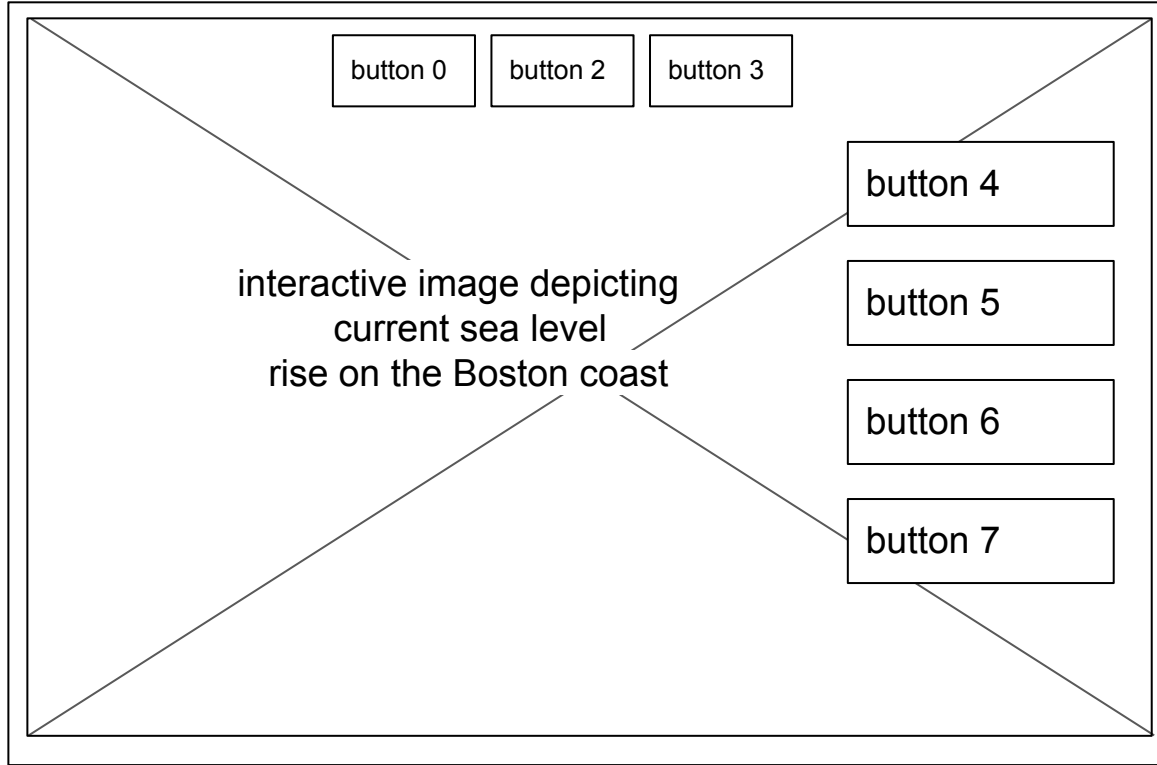 button 0
button 2
button 3
button 4
interactive image depicting
current sea level
rise on the Boston coast
button 5
button 6
button 7